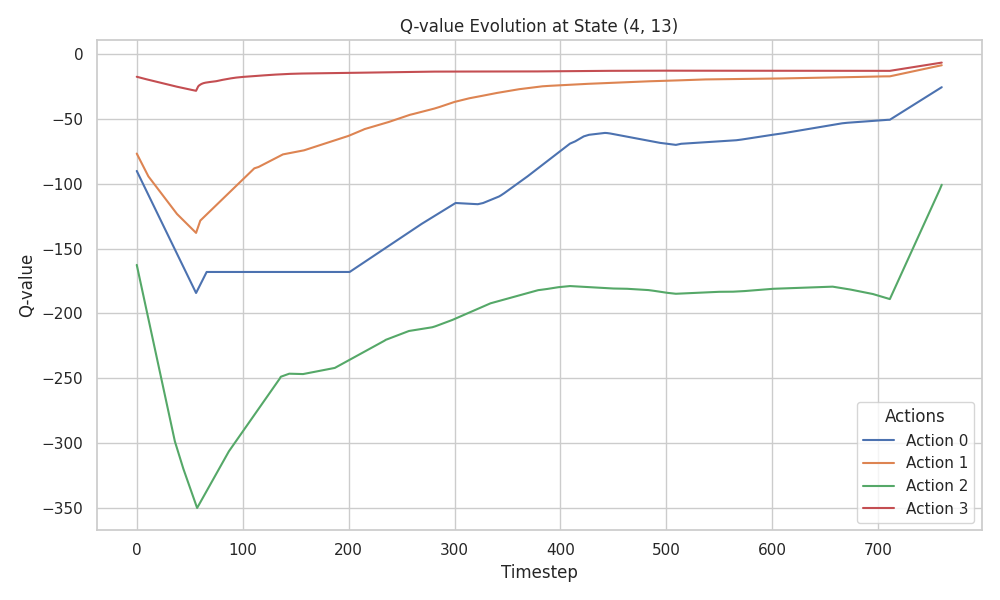 Q-value Evolution at State (4, 13)
Q-value
0
−50
−100
−150
−200
−250
−300
−350
0 100 200 300 400 500 600 700
Timestep
Actions
Action 0
Action 1
Action 2
Action 3